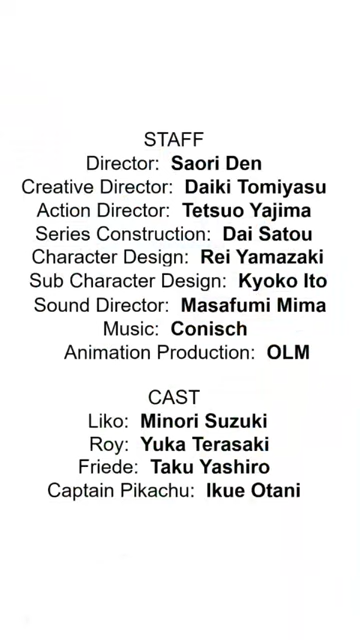 STAFF
Director: Saori Den
Creative Director: Daiki Tomiyasu
Action Director: Tetsuo Yajima
Series Construction: Dai Satou
Character Design: Rei Yamazaki
Sub Character Design: Kyoko Ito
Sound Director: Masafumi Mima
Music: Conisch
Animation Production: OLM
CAST
Liko: Minori Suzuki
Roy: Yuka Terasaki
Friede: Taku Yashiro
Captain Pikachu: Ikue Otani